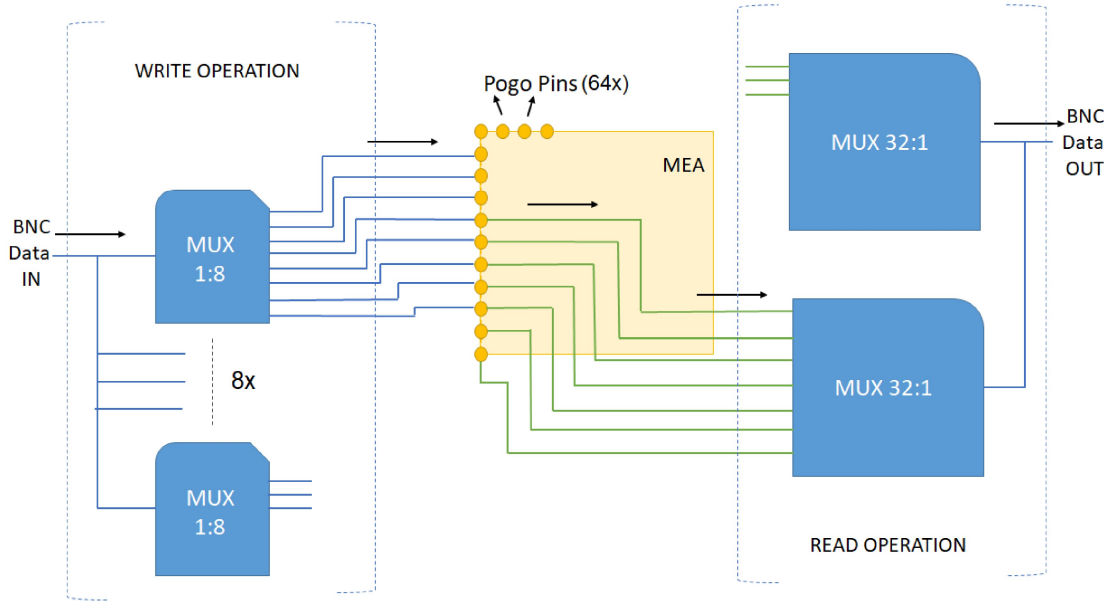 WRITE OPERATION
Pogo Pins (64x)
MEA
MUX 32:1
BNC
Data
OUT
BNC
Data
IN
MUX
1:8
8x
MUX 32:1
MUX
1:8
READ OPERATION